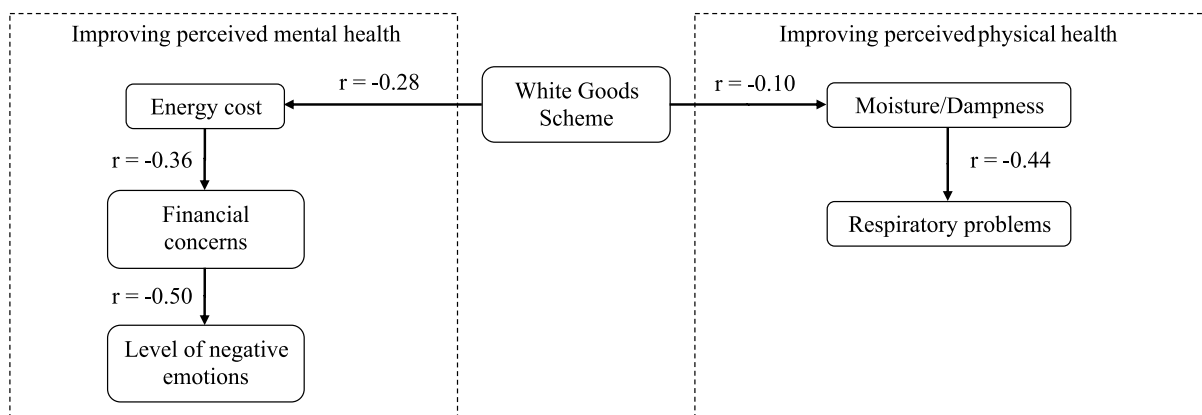 Improving perceived mental health
Improving perceived physical health
r = -0.28
White Goods
Scheme
r = -0.10
Energy cost
Moisture/Dampness
r = -0.36
r = -0.44
Financial
concerns
Respiratory problems
r = -0.50
Level of negative
emotions